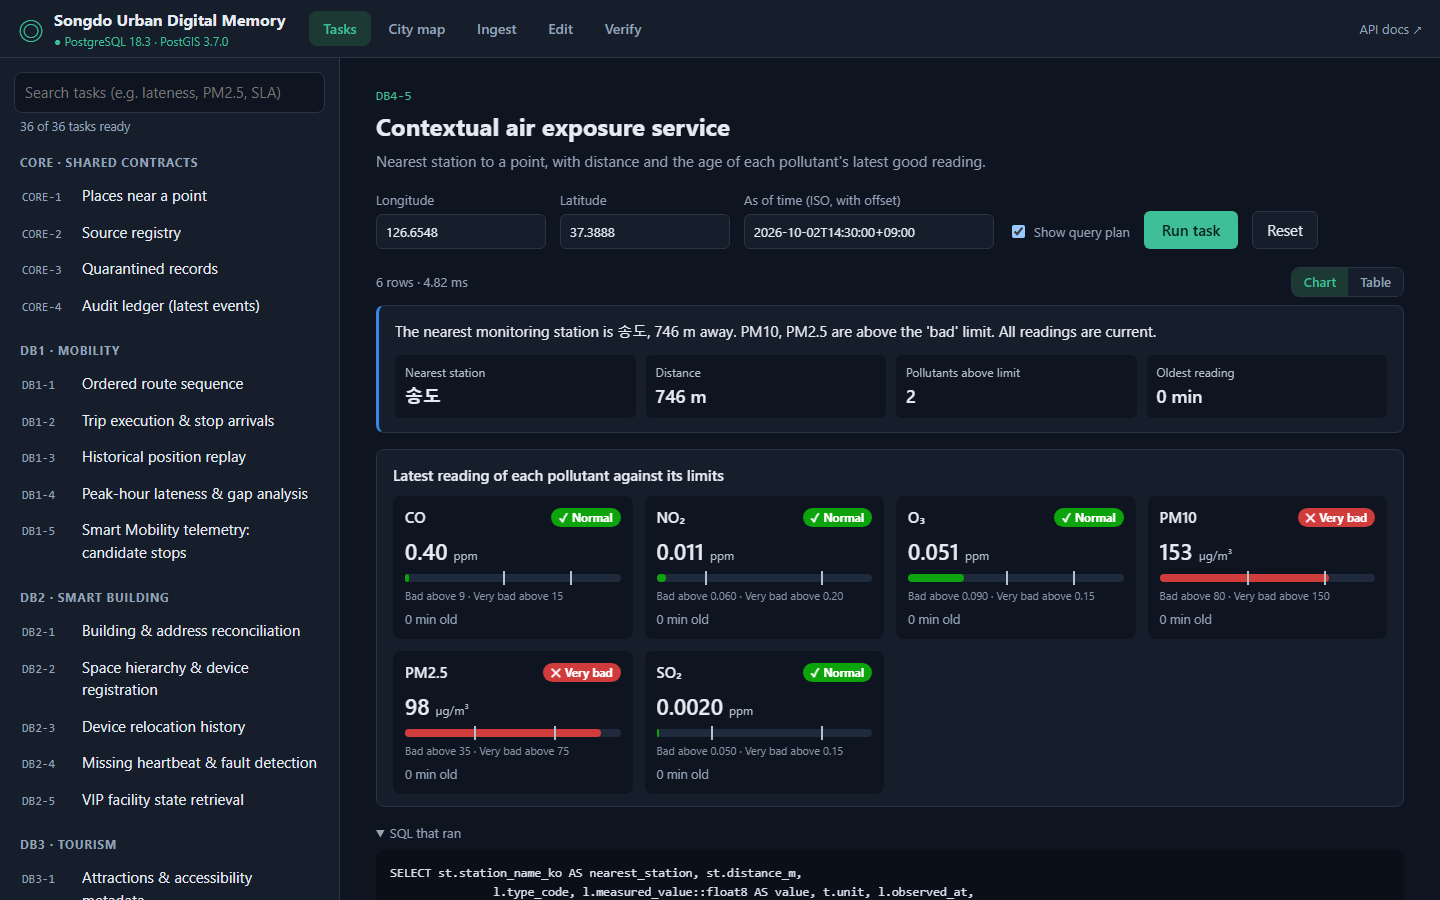 Songdo Urban Digital Memory
● PostgreSQL 18.3 · PostGIS 3.7.0
Tasks
City map
Ingest
Edit
Verify
API docs ↗
Search tasks (e.g. lateness, PM2.5, SLA)
36 of 36 tasks ready
CORE · SHARED CONTRACTS
CORE-1 Places near a point
CORE-2 Source registry
CORE-3 Quarantined records
CORE-4 Audit ledger (latest events)
DB1 · MOBILITY
DB1-1 Ordered route sequence
DB1-2 Trip execution & stop arrivals
DB1-3 Historical position replay
DB1-4 Peak-hour lateness & gap analysis
DB1-5 Smart Mobility telemetry:
candidate stops
DB2 · SMART BUILDING
DB2-1 Building & address reconciliation
DB2-2 Space hierarchy & device
registration
DB2-3 Device relocation history
DB2-4 Missing heartbeat & fault detection
DB2-5 VIP facility state retrieval
DB3 · TOURISM
DB3-1 Attractions & accessibility
metadata
DB4-5
Contextual air exposure service
Nearest station to a point, with distance and the age of each pollutant's latest good reading.
Longitude
126.6548
Latitude
37.3888
As of time (ISO, with offset)
2026-10-02T14:30:00+09:00
Show query plan
Run task
Reset
6 rows · 4.82 ms
Chart
Table
The nearest monitoring station is 송도, 746 m away. PM10, PM2.5 are above the 'bad' limit. All readings are current.
Nearest station
송도
Distance
746 m
Pollutants above limit
2
Oldest reading
0 min
Latest reading of each pollutant against its limits
CO
✓ Normal
0.40 ppm
Bad above 9 · Very bad above 15
0 min old
NO₂
✓ Normal
0.011 ppm
Bad above 0.060 · Very bad above 0.20
0 min old
O₃
✓ Normal
0.051 ppm
Bad above 0.090 · Very bad above 0.15
0 min old
PM10
✕ Very bad
153 µg/m³
Bad above 80 · Very bad above 150
0 min old
PM2.5
✕ Very bad
98 µg/m³
Bad above 35 · Very bad above 75
0 min old
SO₂
✓ Normal
0.0020 ppm
Bad above 0.050 · Very bad above 0.15
0 min old
▼ SQL that ran
SELECT st.station_name_ko AS nearest_station, st.distance_m,
l.type_code, l.measured_value::float8 AS value, t.unit, l.observed_at,